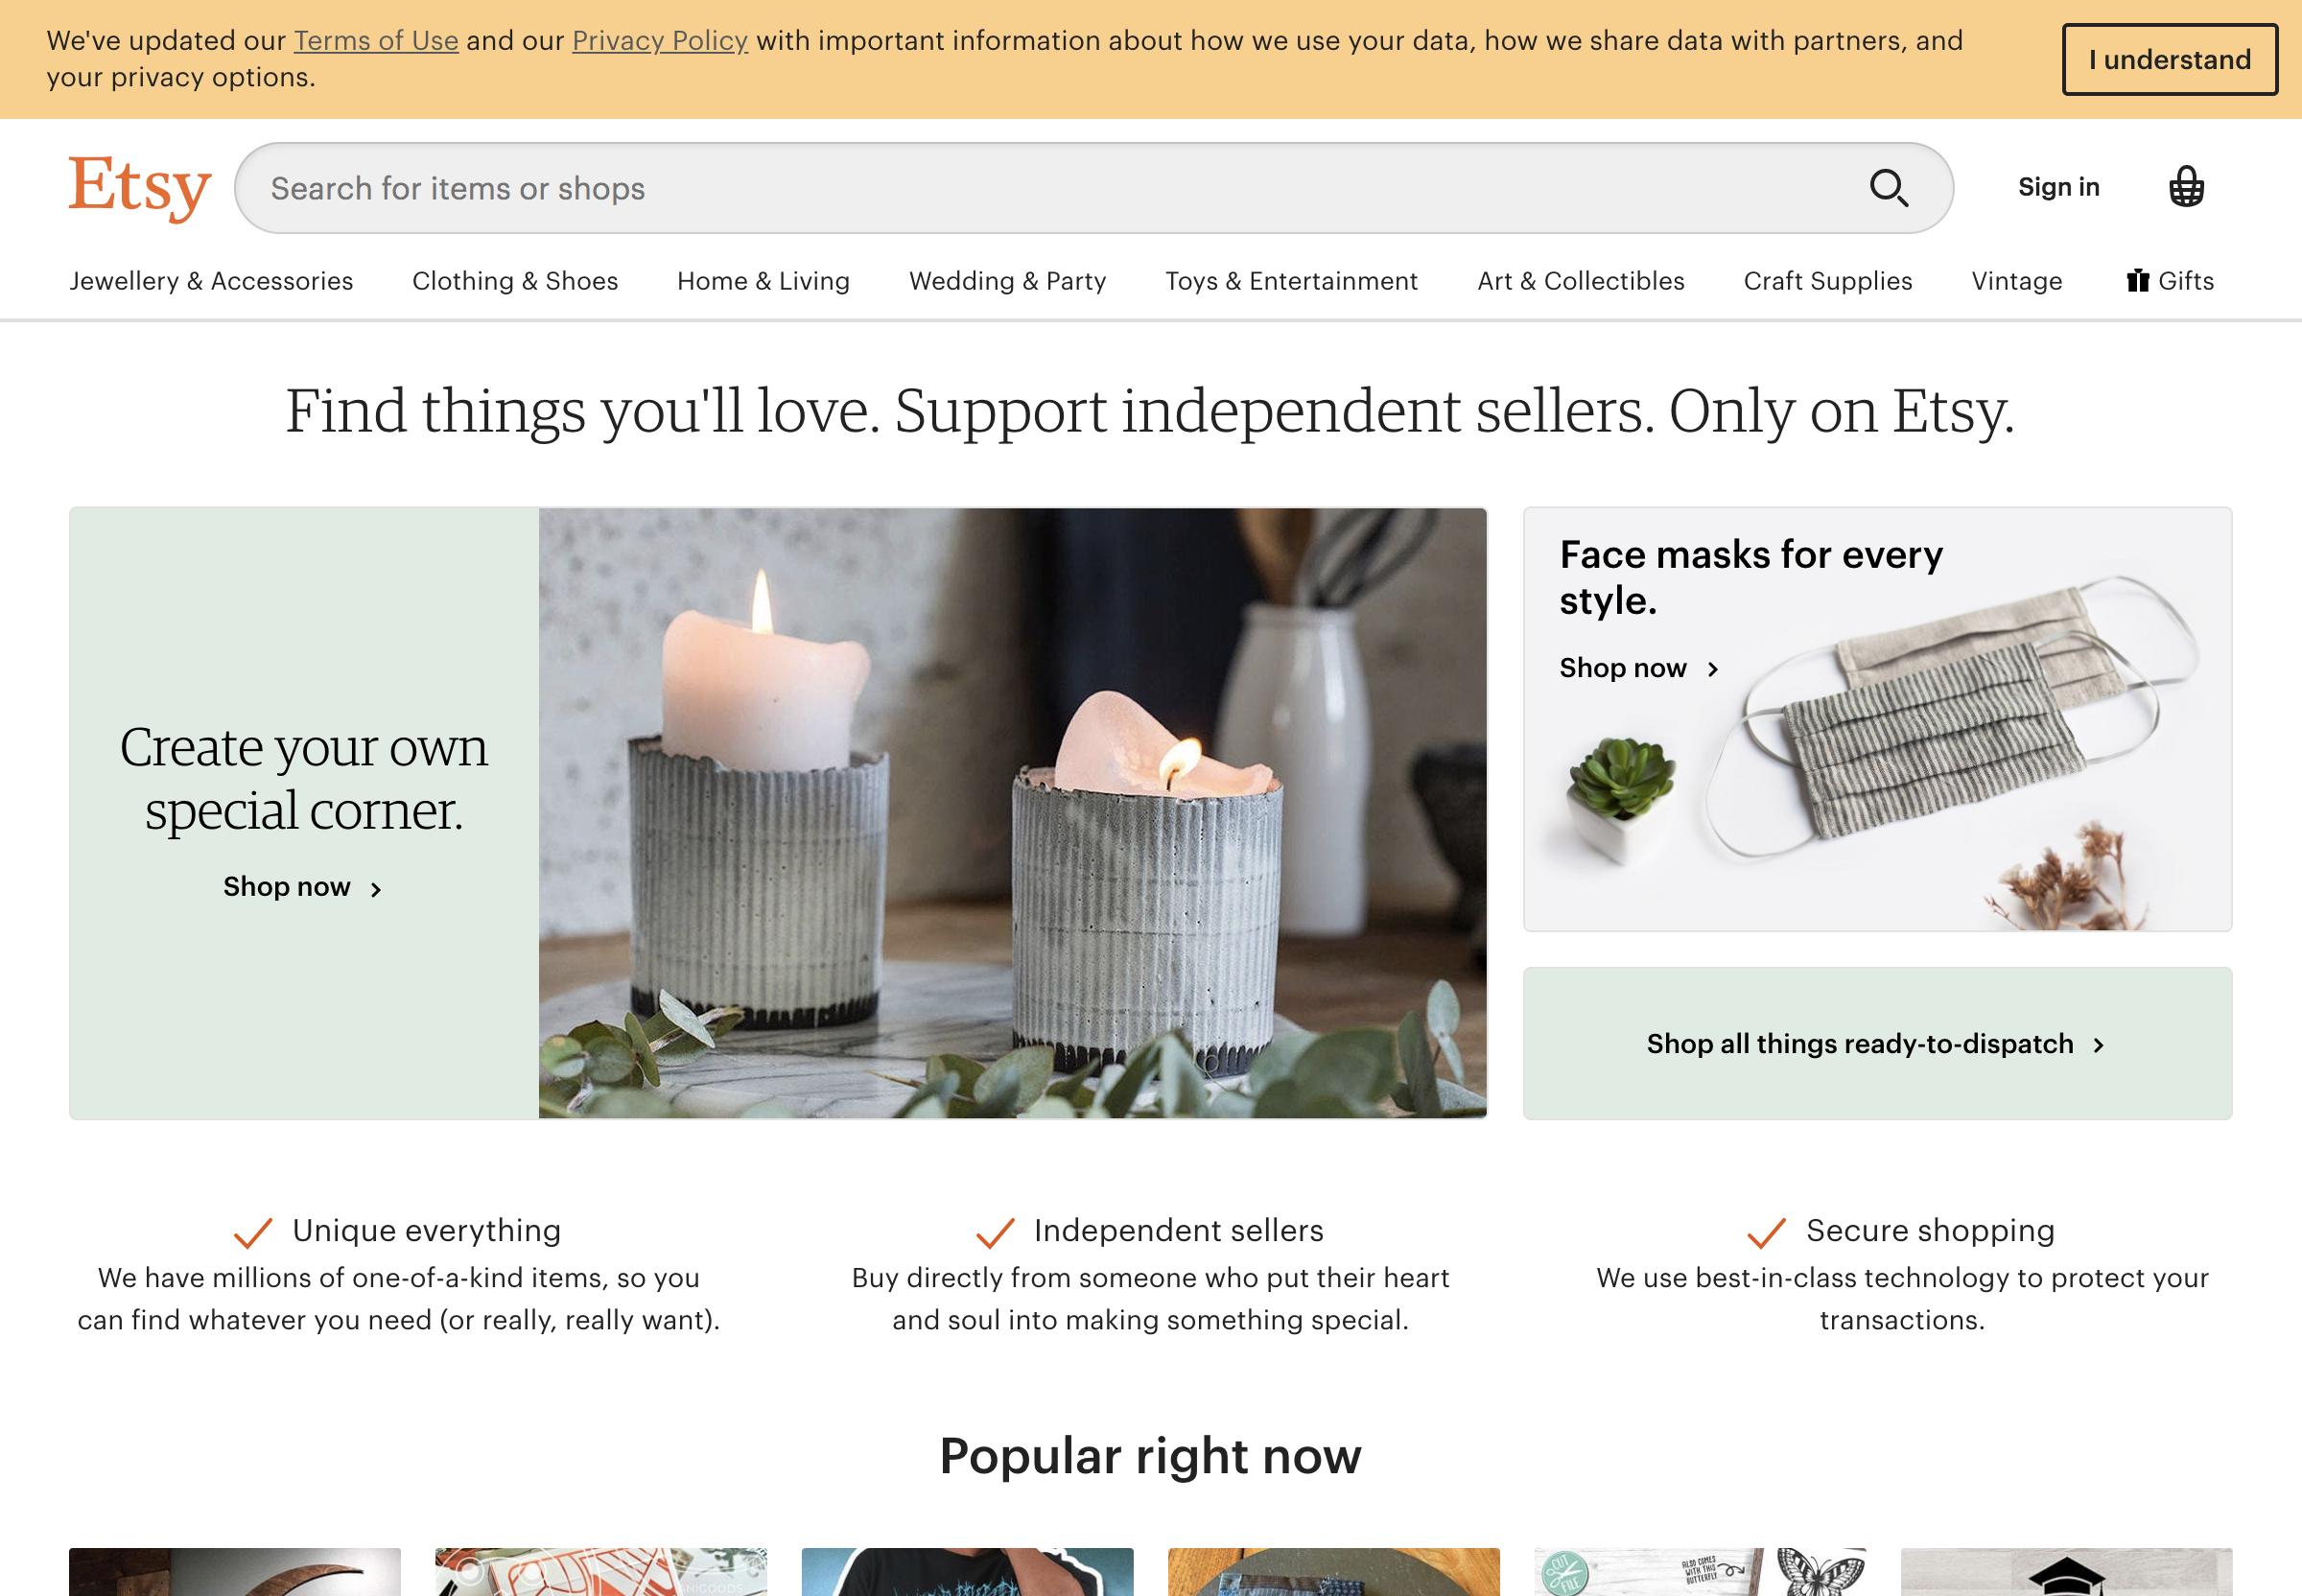 We've updated our Terms of Use and our Privacy Policy with important information about how we use your data, how we share data with partners, and
your privacy options.
I understand
Etsy
Search for items or shops
Sign in
Jewellery & Accessories
Clothing & Shoes
Home & Living
Wedding & Party
Toys & Entertainment
Art & Collectibles
Craft Supplies
Vintage
Gifts
Find things you'll love. Support independent sellers. Only on Etsy.
Create your own
special corner.
Shop now
Face masks for every
style.
Shop now
Shop all things ready-to-dispatch
Unique everything
We have millions of one-of-a-kind items, so you
can find whatever you need (or really, really want).
Independent sellers
Buy directly from someone who put their heart
and soul into making something special.
Secure shopping
We use best-in-class technology to protect your
transactions.
Popular right now
CUT
FILE
ALSO COMES
WITH THIS
BUTTERFLY